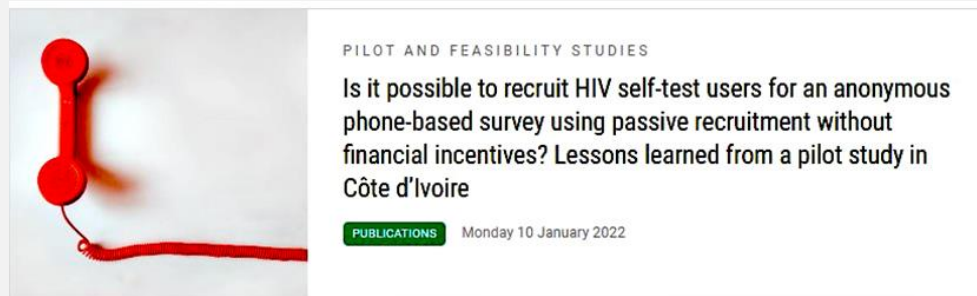 PILOT AND FEASIBILITY STUDIES
Is it possible to recruit HIV self-test users for an anonymous
phone-based survey using passive recruitment without
financial incentives? Lessons learned from a pilot study in
Côte d'Ivoire
PUBLICATIONS Monday 10 January 2022